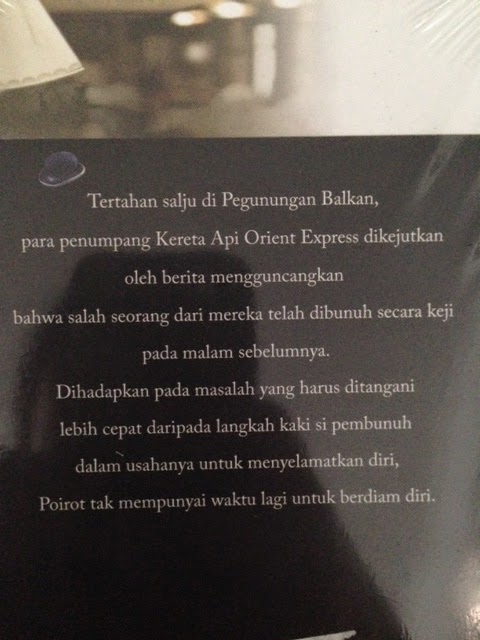 Tertahan salju di Pegunungan Balkan,
para penumpang Kereta Api Orient Express dikejutkan
oleh berita mengguncangkan
bahwa salah seorang dari mereka telah dibunuh secara keji
pada malam sebelumnya.
Dihadapkan pada masalah yang harus ditangani
lebih cepat daripada langkah kaki si pembunuh
dalam usahanya untuk menyelamatkan diri,
Poirot tak mempunyai waktu lagi untuk berdiam diri.